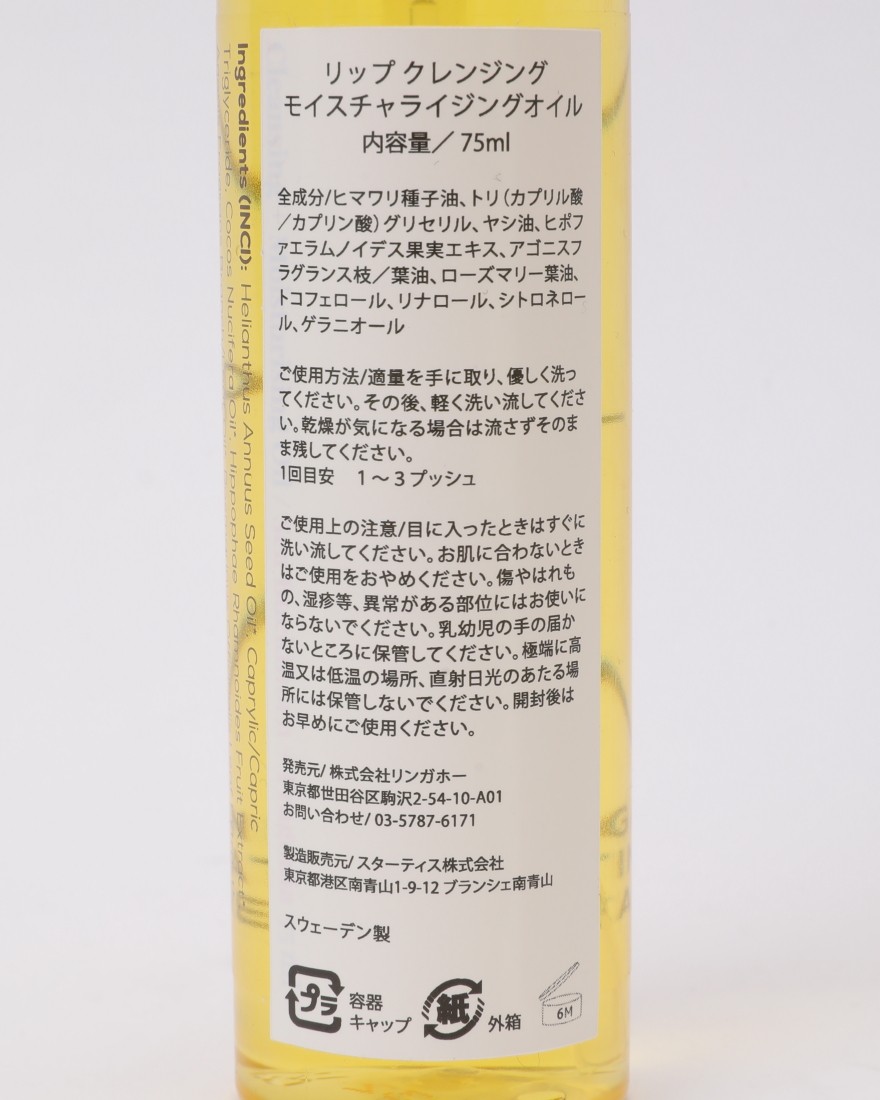 リップ クレンジング
モイスチャライジングオイル
内容量／ 75ml
全成分/ヒマワリ種子油、トリ（カプリル酸
／カプリン酸）グリセリル、ヤシ油、ヒポフ
ァエラムノイデス果実エキス、アゴニスフ
ラグランス枝／葉油、ローズマリー葉油、
トコフェロール、リナロール、シトロネロー
ル、ゲラニオール
ご使用方法/適量を手に取り、優しく洗っ
てください。その後、軽く洗い流してくださ
い。乾燥が気になる場合は流さずそのま
ま残してください。
1回目安　1～3プッシュ
ご使用上の注意/目に入ったときはすぐに
洗い流してください。お肌に合わないとき
はご使用をおやめください。傷やはれも
の、湿疹等、異常がある部位にはお使いに
ならないでください。乳幼児の手の届か
ないところに保管してください。極端に高
温又は低温の場所、直射日光のあたる場
所には保管しないでください。開封後は
お早めにご使用ください。
発売元/ 株式会社リンガホー
東京都世田谷区駒沢2-54-10-A01
お問い合わせ/ 03-5787-6171
製造販売元/ スターティス株式会社
東京都港区南青山1-9-12 ブランシェ南青山
スウェーデン製
プラ 容器
キャップ
紙 外箱
6M
Ingredients (INCI): Helianthus Annuus Seed Oil*, Caprylic/Capric
Triglyceride, Cocos Nucifera Oil*, Hippophae Rhamnoides Fruit Extract*,